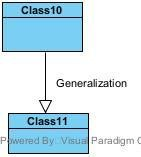 Class10
Generalization
Class11
Powered By: Visual Paradigm C